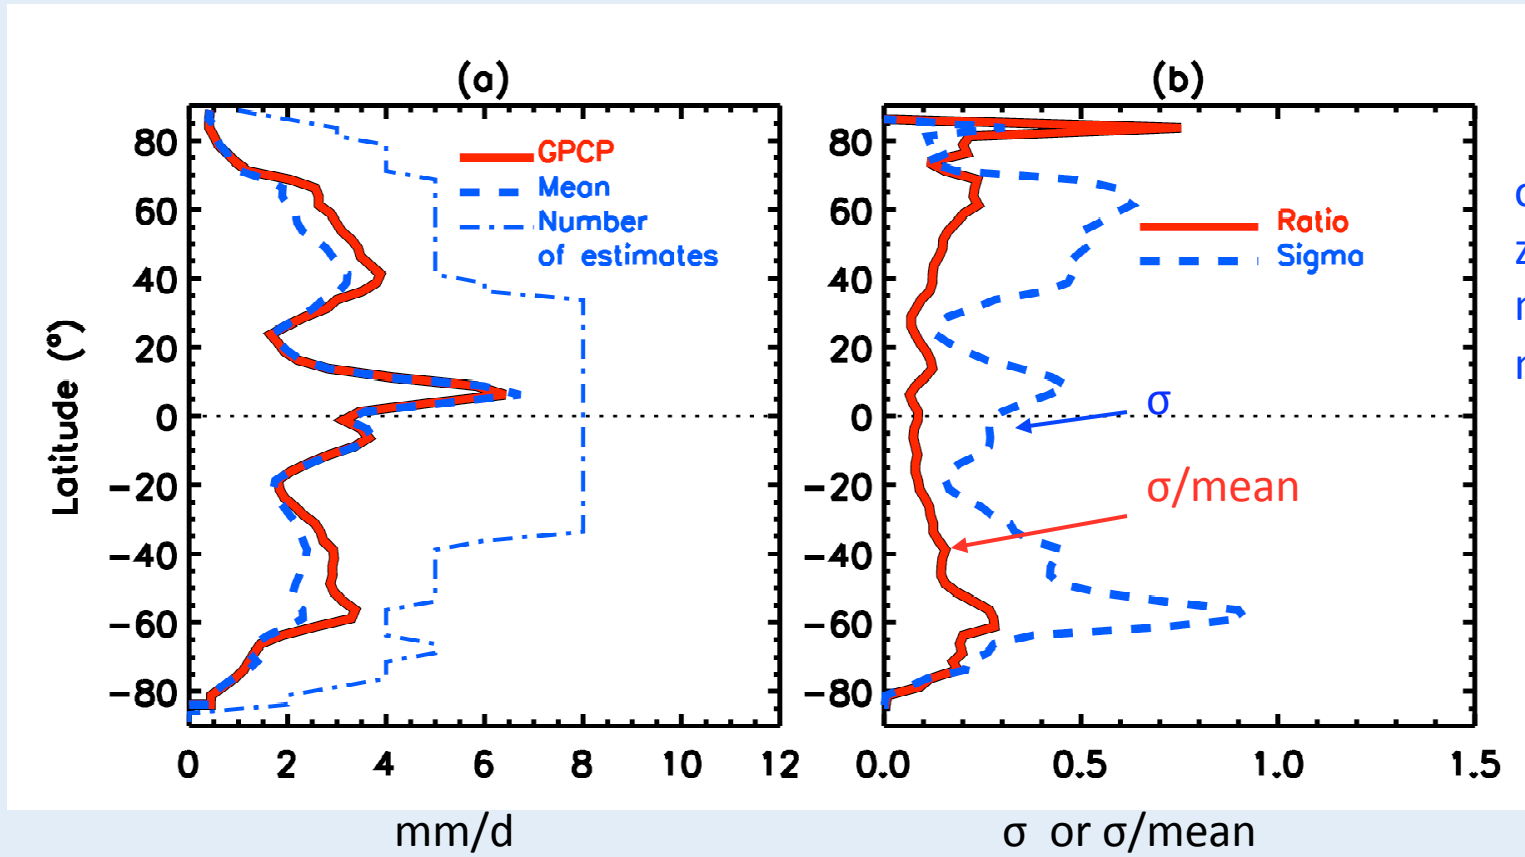 (a)
(b)
GPCP
Mean
Number
of estimates
Ratio
Sigma
Latitude (°)
80
60
40
20
0
−20
−40
−60
−80
0 2 4 6 8 10 12
mm/d
80
60
40
20
0
−20
−40
−60
−80
σ
σ/mean
0.0 0.5 1.0 1.5
σ or σ/mean